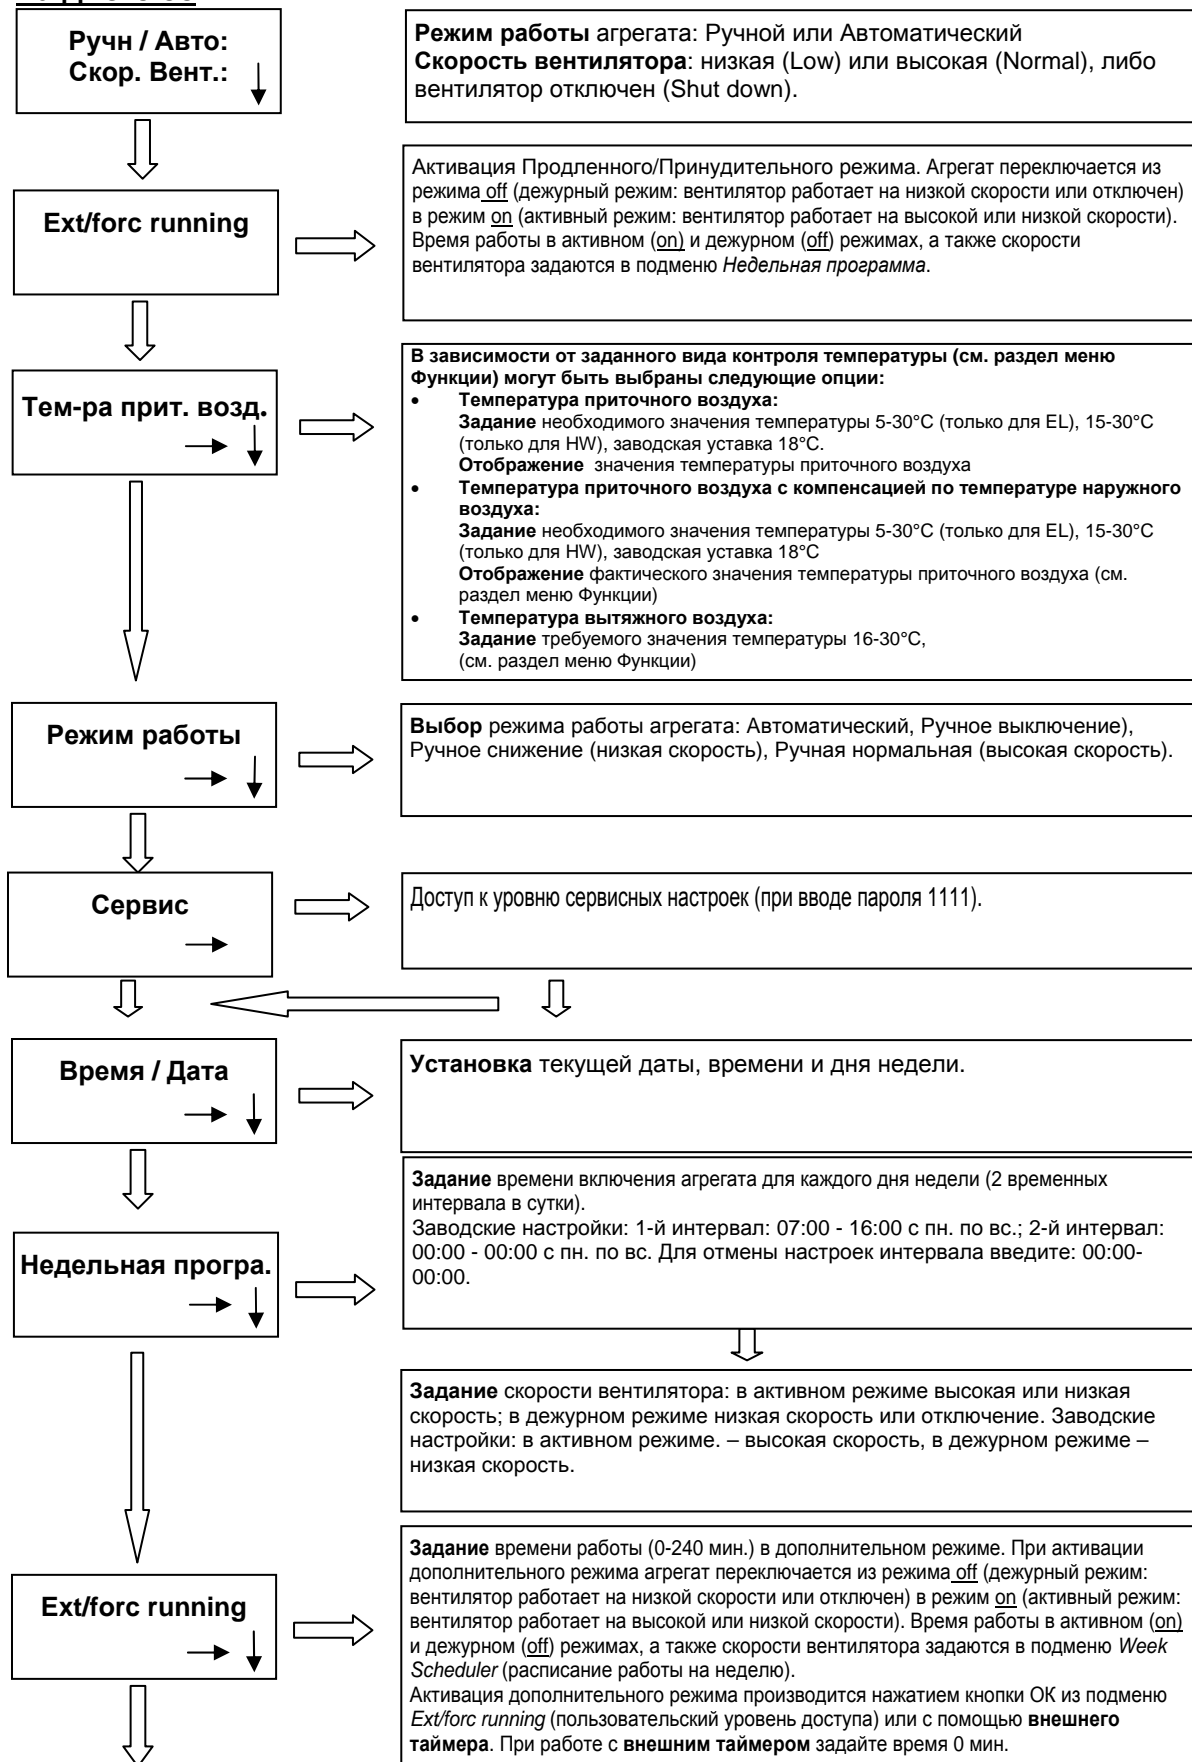 Ручн / Авто:
Скор. Вент.:
Режим работы агрегата: Ручной или Автоматический
Скорость вентилятора: низкая (Low) или высокая (Normal), либо
вентилятор отключен (Shut down).
Ext/forc running
Активация Продленного/Принудительного режима. Агрегат переключается из
режима off (дежурный режим: вентилятор работает на низкой скорости или отключен)
в режим on (активный режим: вентилятор работает на высокой или низкой скорости).
Время работы в активном (on) и дежурном (off) режимах, а также скорости
вентилятора задаются в подменю Недельная программа.
Тем-ра прит. возд.
В зависимости от заданного вида контроля температуры (см. раздел меню
Функции) могут быть выбраны следующие опции:
• Температура приточного воздуха:
Задание необходимого значения температуры 5-30°С (только для EL), 15-30°С
(только для HW), заводская уставка 18°С.
Отображение значения температуры приточного воздуха
• Температура приточного воздуха с компенсацией по температуре наружного
воздуха:
Задание необходимого значения температуры 5-30°С (только для EL), 15-30°С
(только для HW), заводская уставка 18°С
Отображение фактического значения температуры приточного воздуха (см.
раздел меню Функции)
• Температура вытяжного воздуха:
Задание требуемого значения температуры 16-30°С,
(см. раздел меню Функции)
Режим работы
Выбор режима работы агрегата: Автоматический, Ручное выключение),
Ручное снижение (низкая скорость), Ручная нормальная (высокая скорость).
Сервис
Доступ к уровню сервисных настроек (при вводе пароля 1111).
Время / Дата
Установка текущей даты, времени и дня недели.
Недельная програ.
Задание времени включения агрегата для каждого дня недели (2 временных
интервала в сутки).
Заводские настройки: 1-й интервал: 07:00 - 16:00 с пн. по вс.; 2-й интервал:
00:00 - 00:00 с пн. по вс. Для отмены настроек интервала введите: 00:00-
00:00.
Задание скорости вентилятора: в активном режиме высокая или низкая
скорость; в дежурном режиме низкая скорость или отключение. Заводские
настройки: в активном режиме. – высокая скорость, в дежурном режиме –
низкая скорость.
Ext/forc running
Задание времени работы (0-240 мин.) в дополнительном режиме. При активации
дополнительного режима агрегат переключается из режима off (дежурный режим:
вентилятор работает на низкой скорости или отключен) в режим on (активный режим:
вентилятор работает на высокой или низкой скорости). Время работы в активном (on)
и дежурном (off) режимах, а также скорости вентилятора задаются в подменю Week
Scheduler (расписание работы на неделю).
Активация дополнительного режима производится нажатием кнопки ОК из подменю
Ext/forc running (пользовательский уровень доступа) или с помощью внешнего
таймера. При работе с внешним таймером задайте время 0 мин.